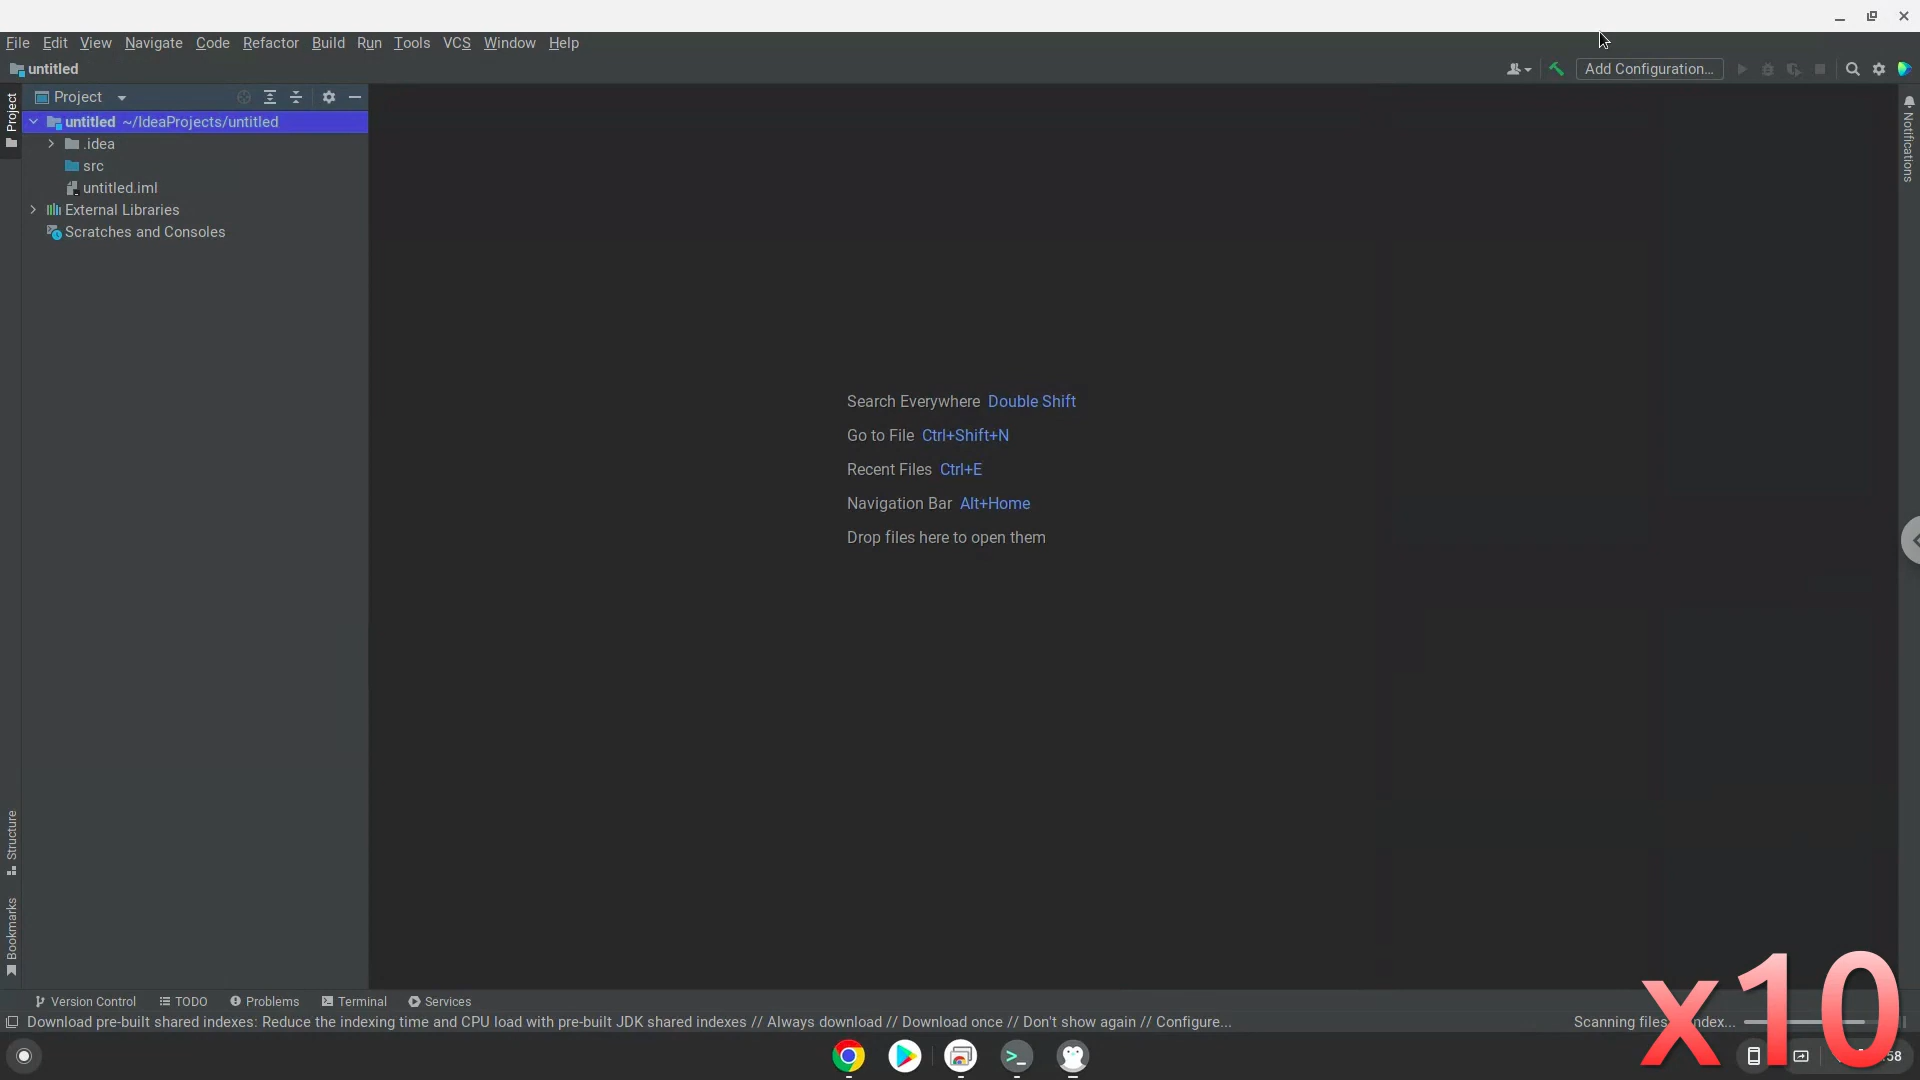 File Edit View Navigate Code Refactor Build Run Tools VCS Window Help
untitled
Add Configuration...
Project
Project
untitled ~/IdeaProjects/untitled
.idea
src
untitled.iml
External Libraries
Scratches and Consoles
Notifications
Search Everywhere Double Shift
Go to File Ctrl+Shift+N
Recent Files Ctrl+E
Navigation Bar Alt+Home
Drop files here to open them
Structure
Bookmarks
Version Control TODO Problems Terminal Services
Download pre-built shared indexes: Reduce the indexing time and CPU load with pre-built JDK shared indexes // Always download // Download once // Don't show again // Configure...
Scanning files
x10